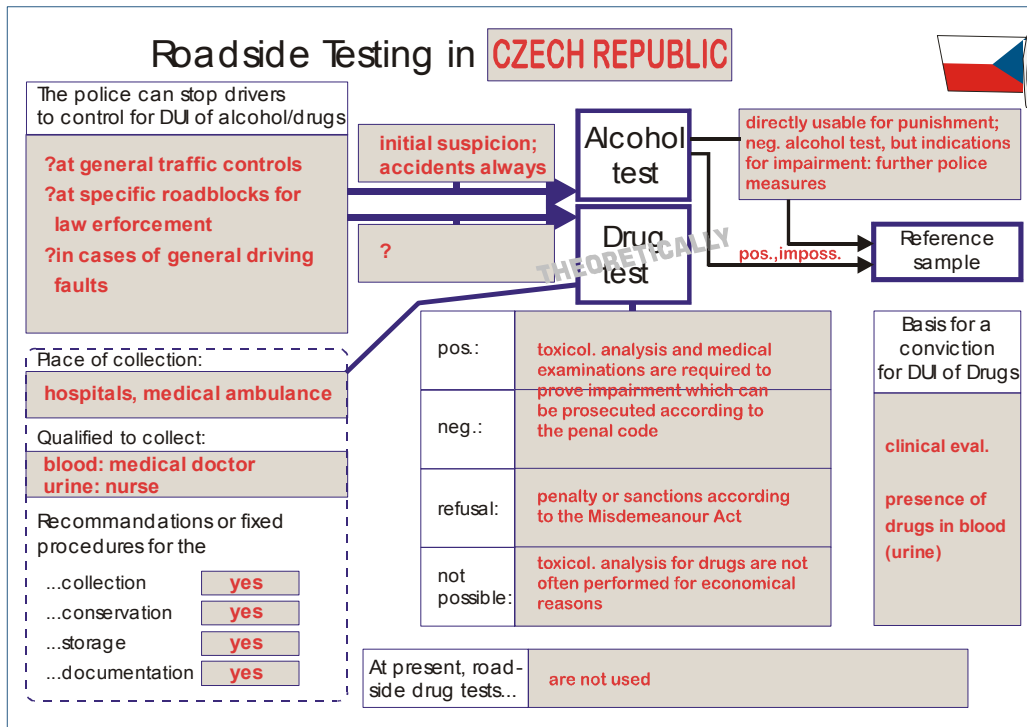 Roadside Testing in CZECH REPUBLIC
The police can stop drivers
to control for DUI of alcohol/drugs
?at general traffic controls
?at specific roadblocks for
law erforcement
?in cases of general driving
faults
initial suspicion;
accidents always
?
Alcohol
test
Drug
test
THEORETICALLY
directly usable for punishment;
neg. alcohol test, but indications
for impairment: further police
measures
pos.,imposs.
Reference
sample
Place of collection:
hospitals, medical ambulance
Qualified to collect:
blood: medical doctor
urine: nurse
Recommandations or fixed
procedures for the
...collection yes
...conservation yes
...storage yes
...documentation yes
pos.:
toxicol. analysis and medical
examinations are required to
prove impairment which can
be prosecuted according to
the penal code
neg.:
refusal:
penalty or sanctions according
to the Misdemeanour Act
not
possible:
toxicol. analysis for drugs are not
often performed for economical
reasons
Basis for a
conviction
for DUI of Drugs
clinical eval.
presence of
drugs in blood
(urine)
At present, road-
side drug tests...
are not used